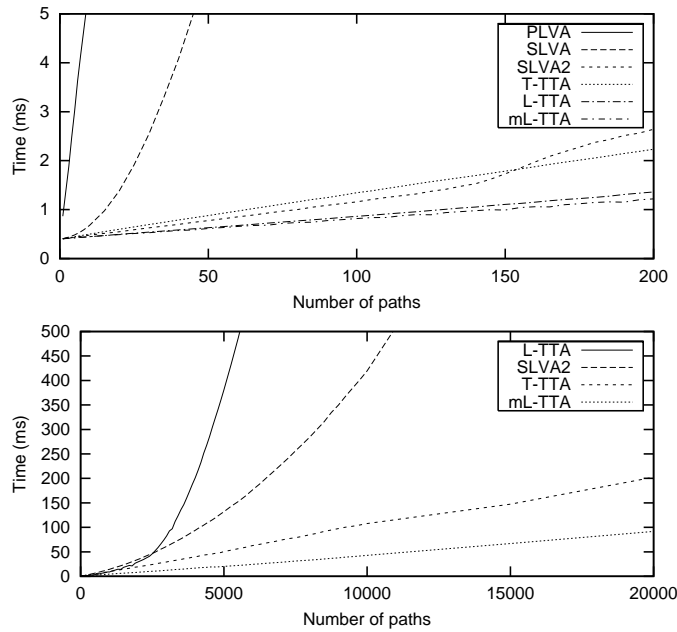 5
4
3
2
1
0
0
50
100
150
200
Time (ms)
Number of paths
PLVA
SLVA
SLVA2
T-TTA
L-TTA
mL-TTA
500
450
400
350
300
250
200
150
100
50
0
0
5000
10000
15000
20000
Time (ms)
Number of paths
L-TTA
SLVA2
T-TTA
mL-TTA